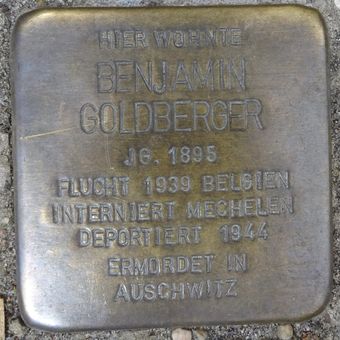 HIER WOHNTE
BENJAMIN
GOLDBERGER
JG. 1895
FLUCHT 1939 BELGIEN
INTERNIERT MECHELEN
DEPORTIERT 1944
ERMORDET IN
AUSCHWITZ